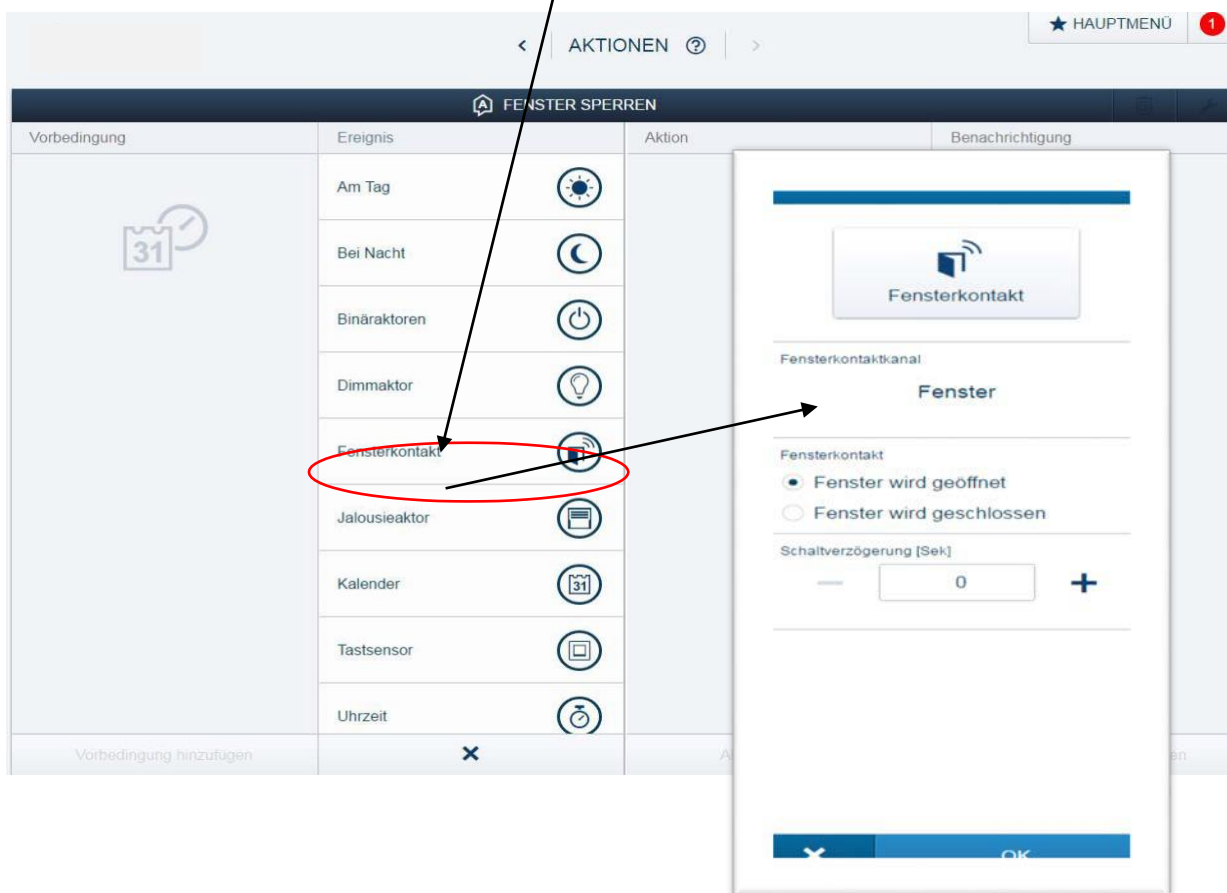 HAUPTMENÜ 1
AKTIONEN ?
FENSTER SPERREN
Vorbedingung Ereignis Aktion Benachrichtigung
31
Am Tag
Bei Nacht
Binäraktoren
Dimmaktor
Fensterkontakt
Jalousieaktor
Kalender 31
Tastsensor
Uhrzeit
Vorbedingung hinzufügen
Fensterkontakt
Fensterkontaktkanal
Fenster
Fensterkontakt
Fenster wird geöffnet
Fenster wird geschlossen
Schaltverzögerung [Sek]
0
OK